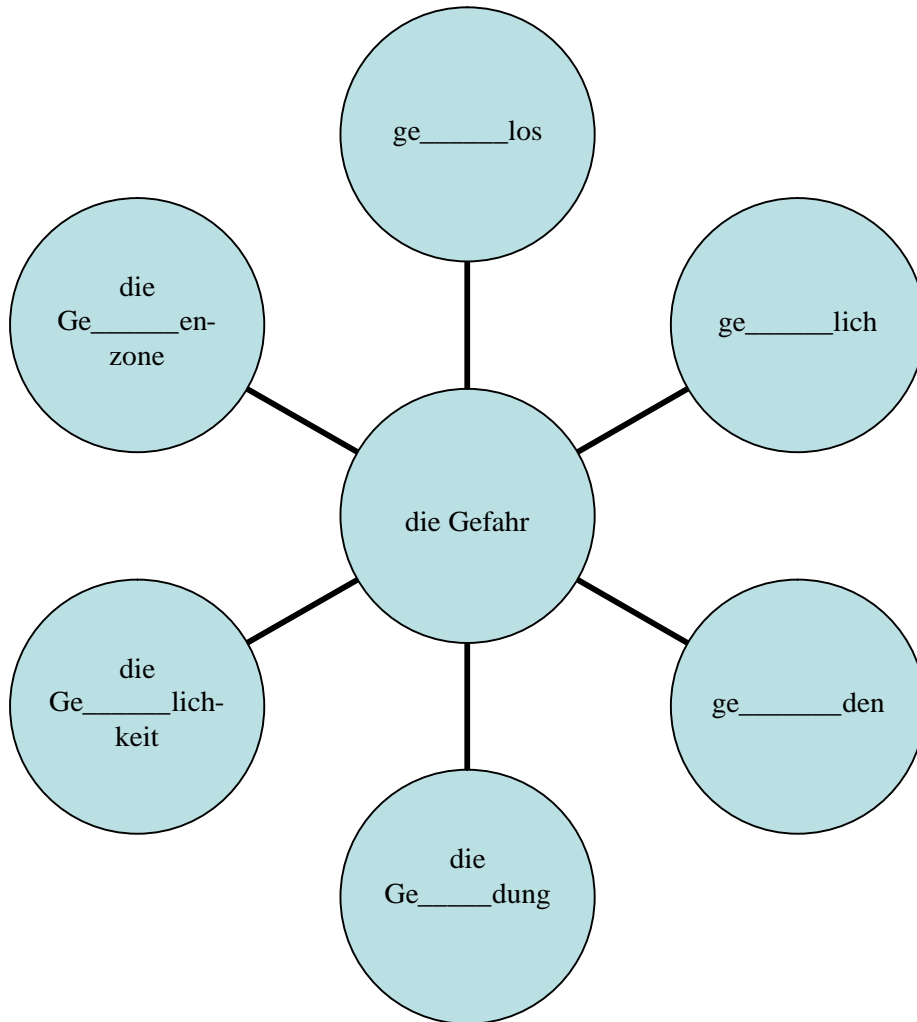 ge______los
die
Ge______en-
zone
ge______lich
die Gefahr
die
Ge______lich-
keit
ge_______den
die
Ge_____dung